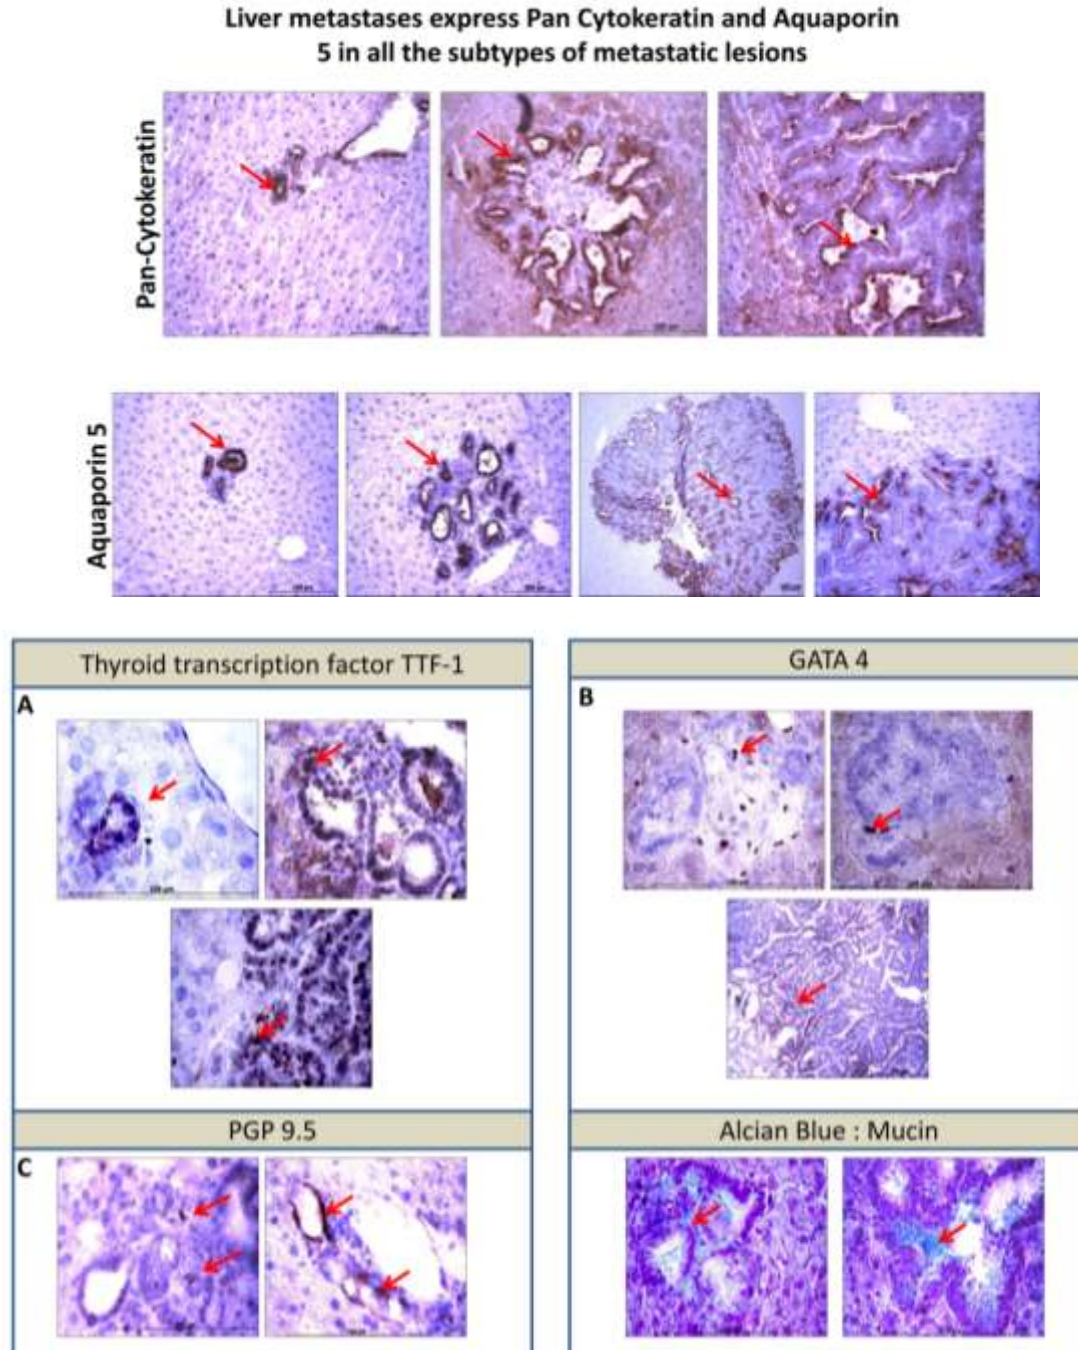 Liver metastases express Pan Cytokeratin and Aquaporin
5 in all the subtypes of metastatic lesions
Pan-Cytokeratin
Aquaporin 5
Thyroid transcription factor TTF-1
GATA 4
A
B
PGP 9.5
Alcian Blue : Mucin
C